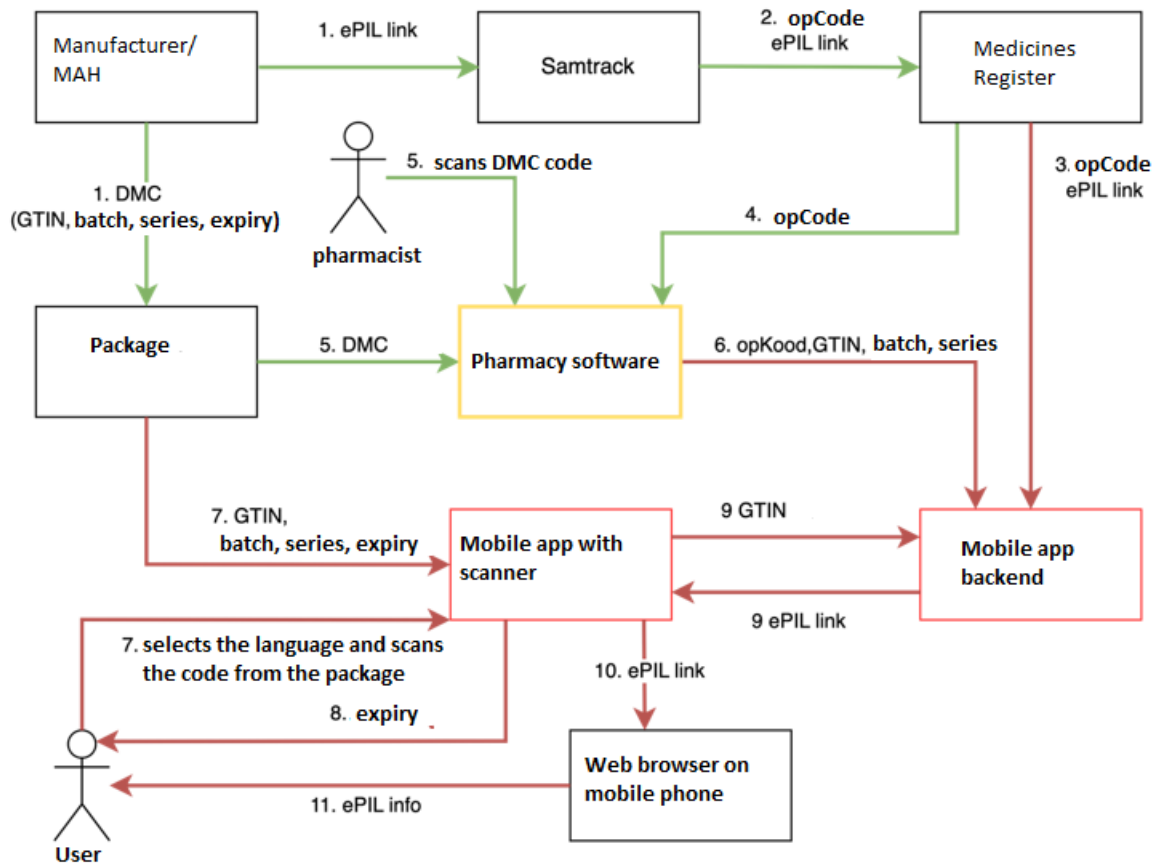 Manufacturer/
MAH
1. ePIL link
Samtrack
2. opCode
ePIL link
Medicines
Register
1. DMC
(GTIN, batch, series, expiry)
5. scans DMC code
pharmacist
4. opCode
3. opCode
ePIL link
Package
5. DMC
Pharmacy software
6. opKood,GTIN, batch, series
7. GTIN,
batch, series, expiry
Mobile app with
scanner
9 GTIN
Mobile app
backend
9 ePIL link
7. selects the language and scans
the code from the package
10. ePIL link
8. expiry
Web browser on
mobile phone
11. ePIL info
User